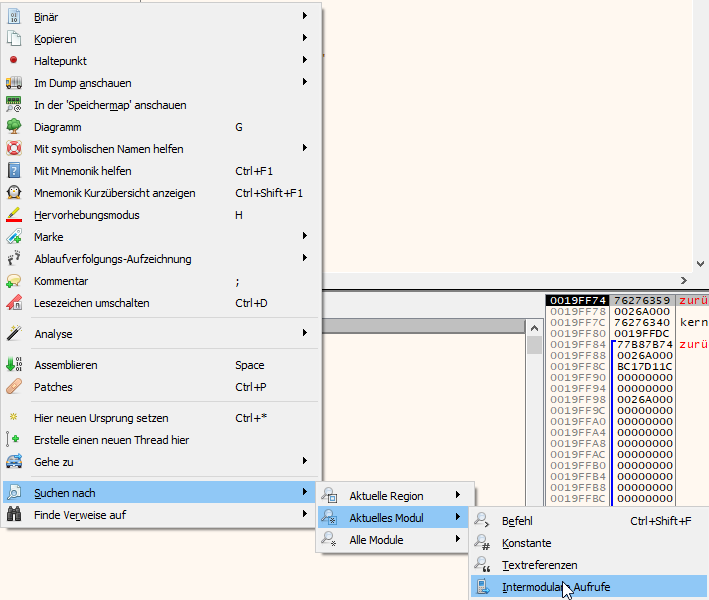 Binär
Kopieren
Haltepunkt
Im Dump anschauen
In der 'Speichermap' anschauen
Diagramm G
Mit symbolischen Namen helfen
Mit Mnemonik helfen Ctrl+F1
Mnemonik Kurzübersicht anzeigen Ctrl+Shift+F1
Hervorhebungsmodus H
Marke
Ablaufverfolgungs-Aufzeichnung
Kommentar ;
Lesezeichen umschalten Ctrl+D
Analyse
Assemblieren Space
Patches Ctrl+P
Hier neuen Ursprung setzen Ctrl+*
Erstelle einen neuen Thread hier
Gehe zu
Suchen nach
Finde Verweise auf
Aktuelle Region
Aktuelles Modul
Alle Module
Befehl Ctrl+Shift+F
Konstante
Textreferenzen
Intermodulare Aufrufe
0019FF74 76276359 zurü
0019FF78 0026A000
0019FF7C 76276340 kern
0019FF80 0019FFDC
0019FF84 77B87B74 zurü
0019FF88 0026A000
0019FF8C BC17D11C
0019FF90 00000000
0019FF94 00000000
0019FF98 0026A000
0019FF9C 00000000
0019FFA0 00000000
0019FFA4 00000000
0019FFA8 00000000
0019FFAC 00000000
0019FFB0 00000000
0019FFB4 00000000
0019FFB8 00000000
0019FFBC 00000000